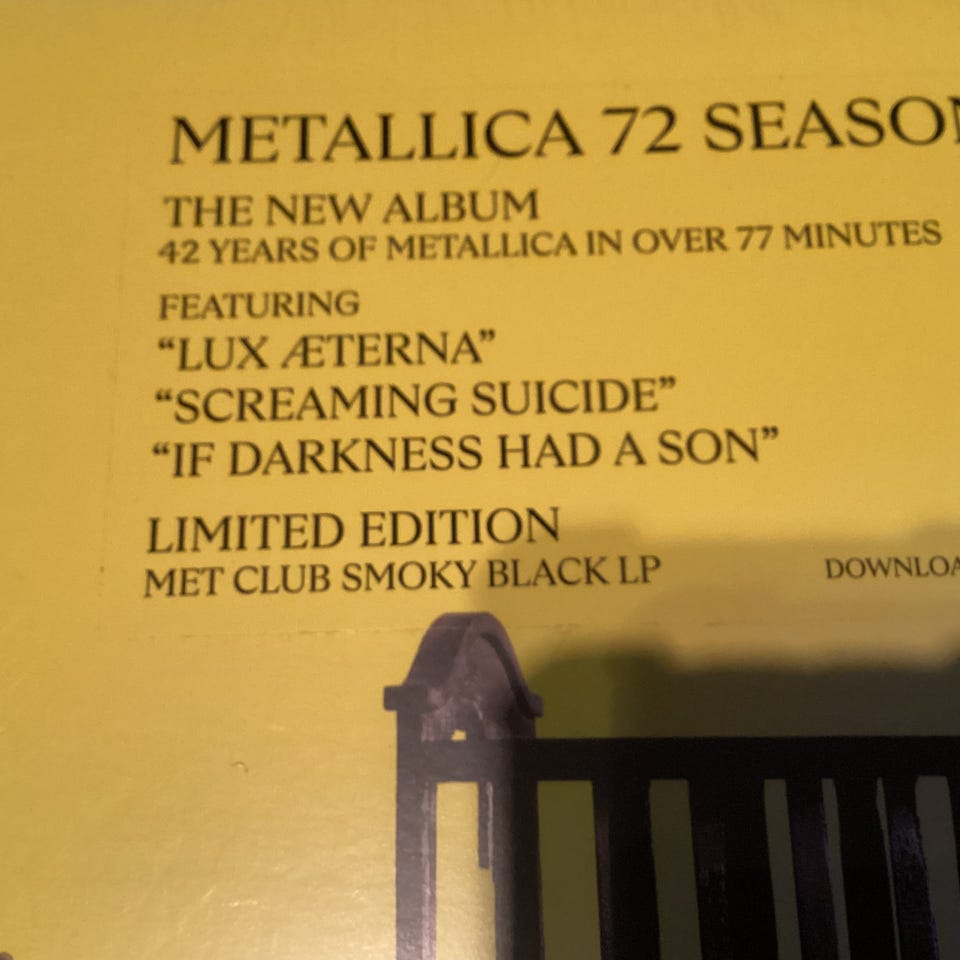 METALLICA 72 SEASON
THE NEW ALBUM
42 YEARS OF METALLICA IN OVER 77 MINUTES
FEATURING
“LUX ÆTERNA”
“SCREAMING SUICIDE”
“IF DARKNESS HAD A SON”
LIMITED EDITION
MET CLUB SMOKY BLACK LP
DOWNLOA